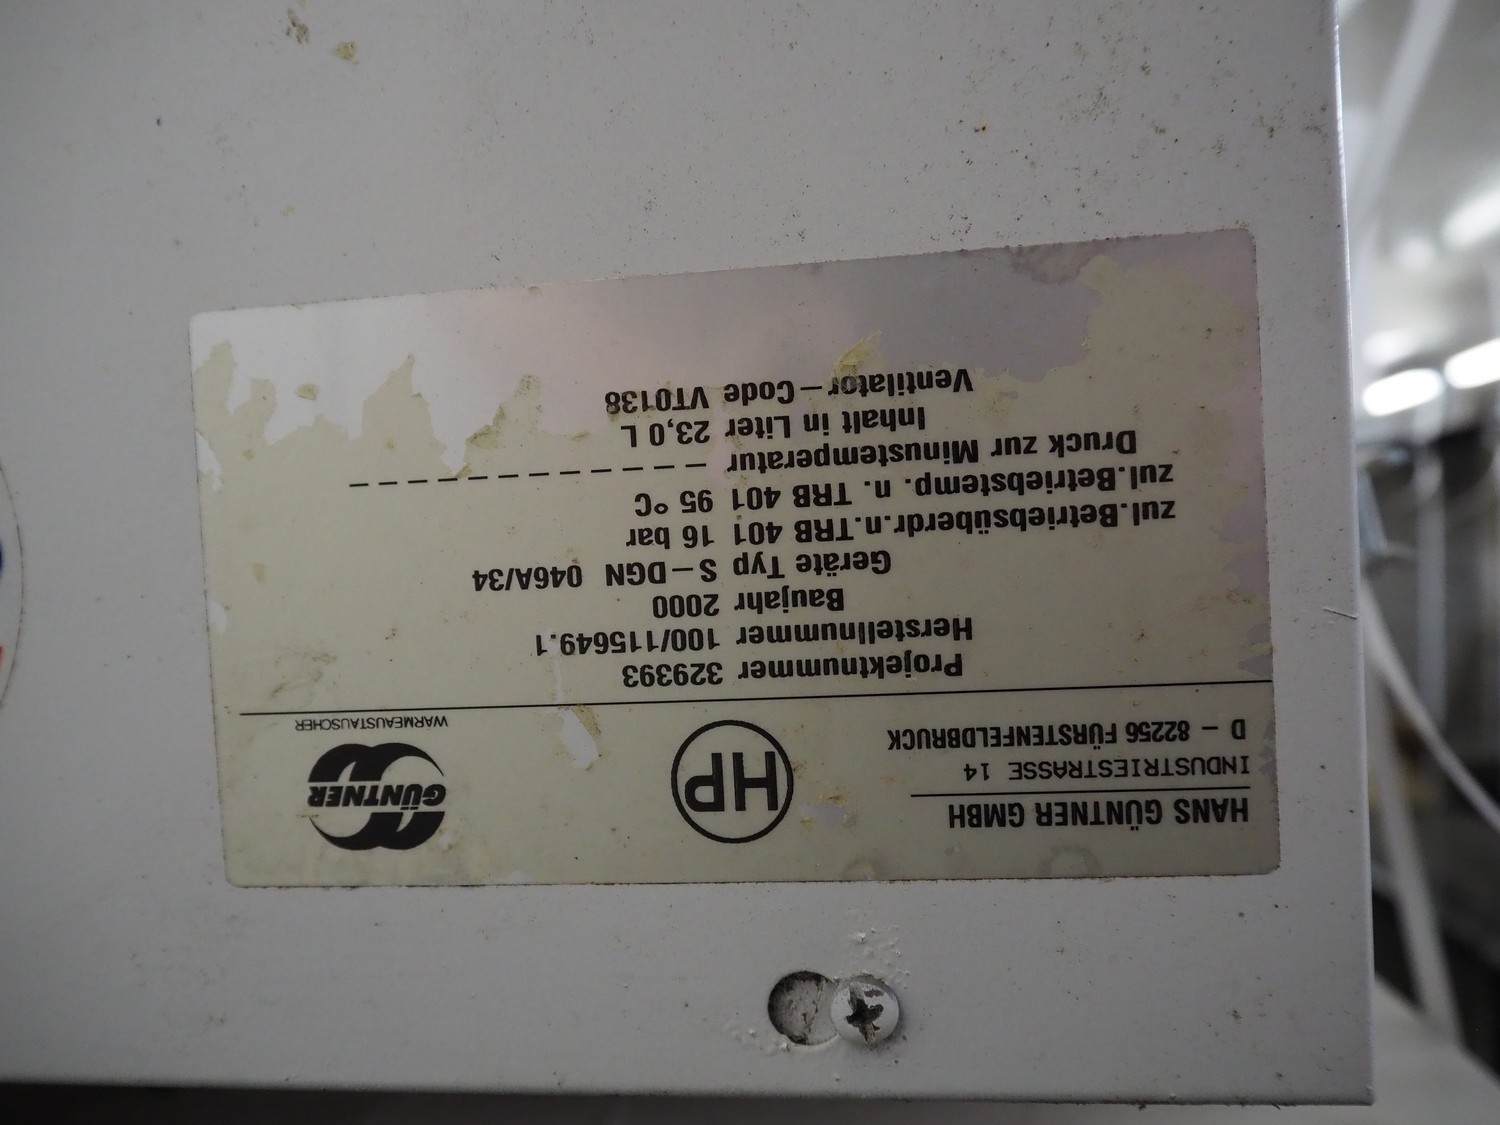 HANS GÜNTNER GMBH
INDUSTRIESTRASSE 14
D – 82256 FÜRSTENFELDBRUCK
HP
GÜNTNER
WÄRMEAUSTAUSCHER
Projektnummer 329393
Herstellnummer 100/115649.1
Baujahr 2000
Geräte Typ S–DGN 046A/34
zul.Betriebsüberdr.n.TRB 401 16 bar
zul.Betriebstemp. n. TRB 401 95 °C
Druck zur Minustemperatur – – – – – – – – – – – –
Inhalt in Liter 23,0 L
Ventilator–Code VT0138